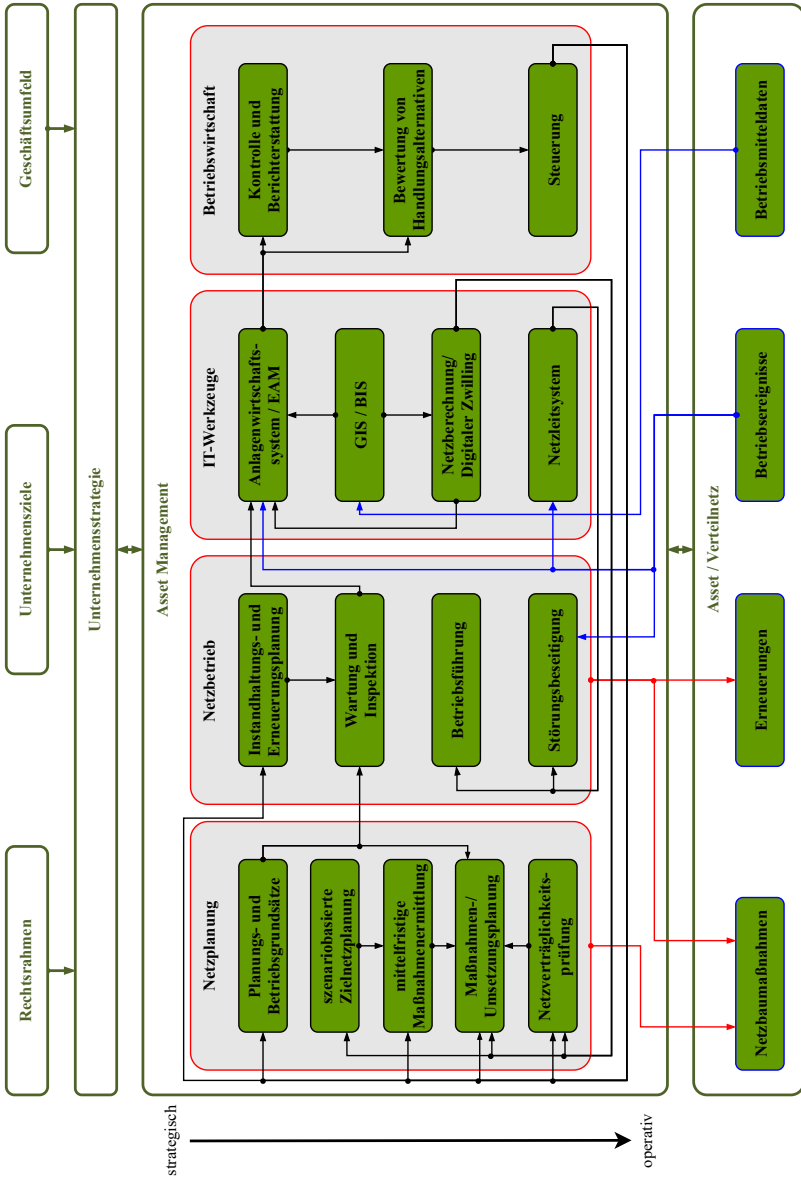 Rechtsrahmen
Unternehmensziele
Geschäftsumfeld
Unternehmensstrategie
Asset Management
strategisch
operativ
Netzplanung
Planungs- und
Betriebsgrundsätze
szenariobasierte
Zielnetzplanung
mittelfristige
Maßnahmenermittlung
Maßnahmen-/
Umsetzungsplanung
Netzverträglichkeits-
prüfung
Netzbetrieb
Instandhaltungs- und
Erneuerungsplanung
Wartung und
Inspektion
Betriebsführung
Störungsbeseitigung
IT-Werkzeuge
Anlagenwirtschafts-
system / EAM
GIS / BIS
Netzberechnung/
Digitaler Zwilling
Netzleitsystem
Betriebswirtschaft
Kontrolle und
Berichterstattung
Bewertung von
Handlungsalternativen
Steuerung
Asset / Verteilnetz
Netzbaumaßnahmen
Erneuerungen
Betriebsereignisse
Betriebsmitteldaten